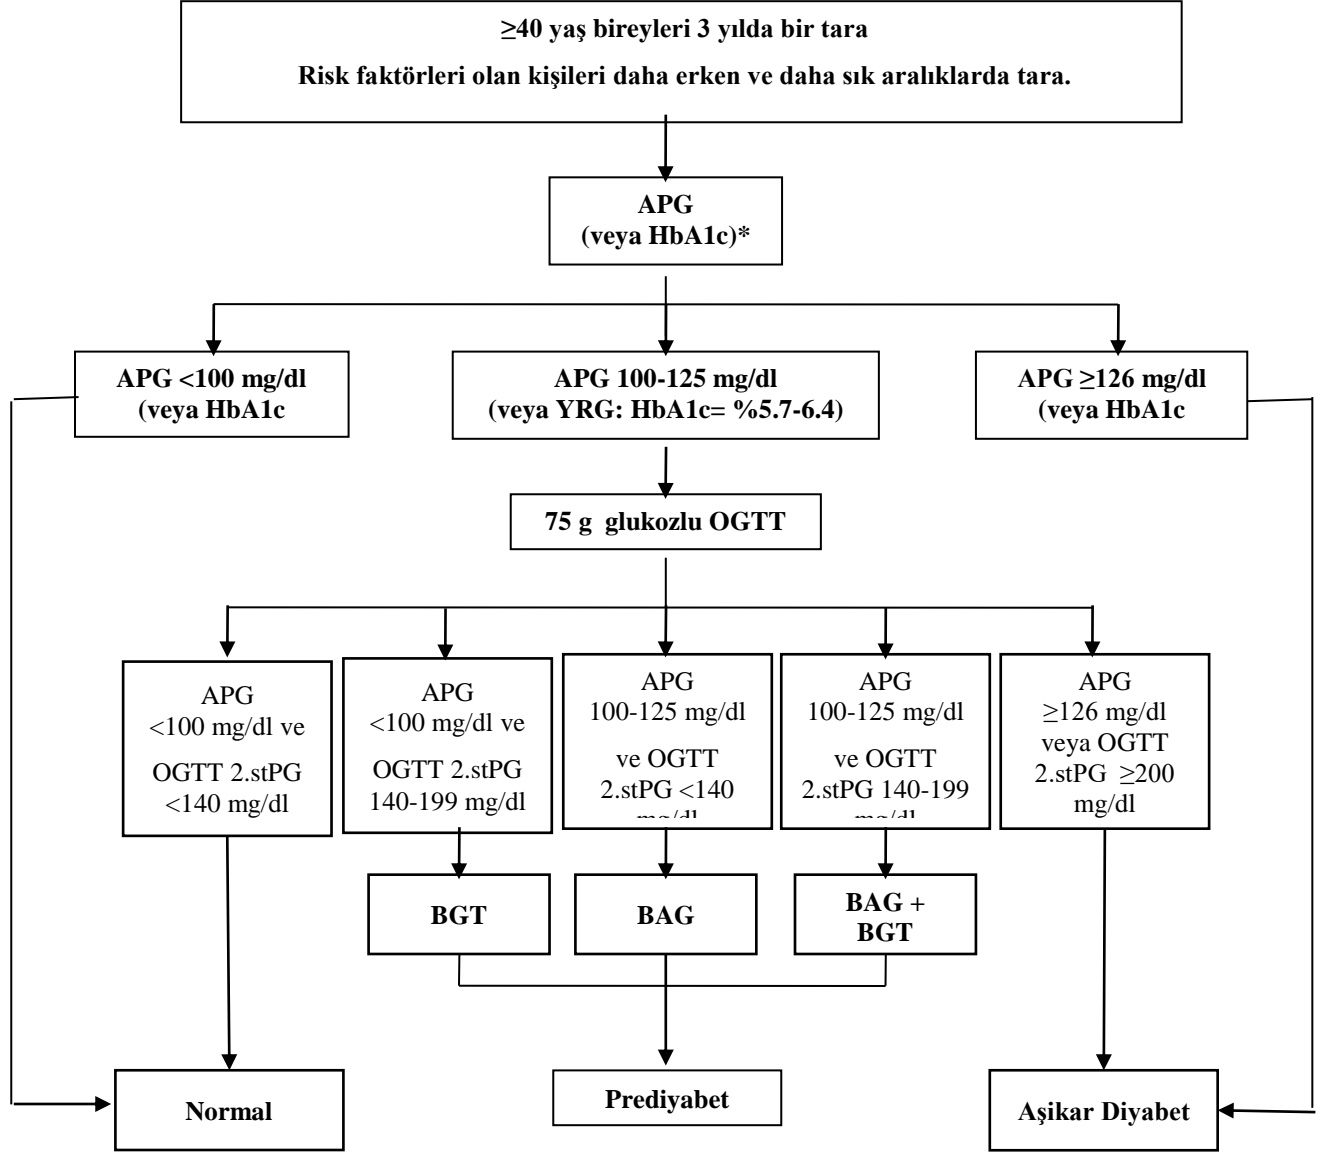 ≥40 yaş bireyleri 3 yılda bir tara
Risk faktörleri olan kişileri daha erken ve daha sık aralıklarda tara.
APG
(veya HbA1c)*
APG <100 mg/dl
(veya HbA1c
APG 100-125 mg/dl
(veya YRG: HbA1c= %5.7-6.4)
APG ≥126 mg/dl
(veya HbA1c
75 g glukozlu OGTT
APG
<100 mg/dl ve
OGTT 2.stPG
<140 mg/dl
APG
<100 mg/dl ve
OGTT 2.stPG
140-199 mg/dl
APG
100-125 mg/dl
ve OGTT
2.stPG <140
mg/dl
APG
100-125 mg/dl
ve OGTT
2.stPG 140-199
mg/dl
APG
≥126 mg/dl
veya OGTT
2.stPG ≥200
mg/dl
BGT
BAG
BAG +
BGT
Normal
Prediyabet
Aşikar Diyabet